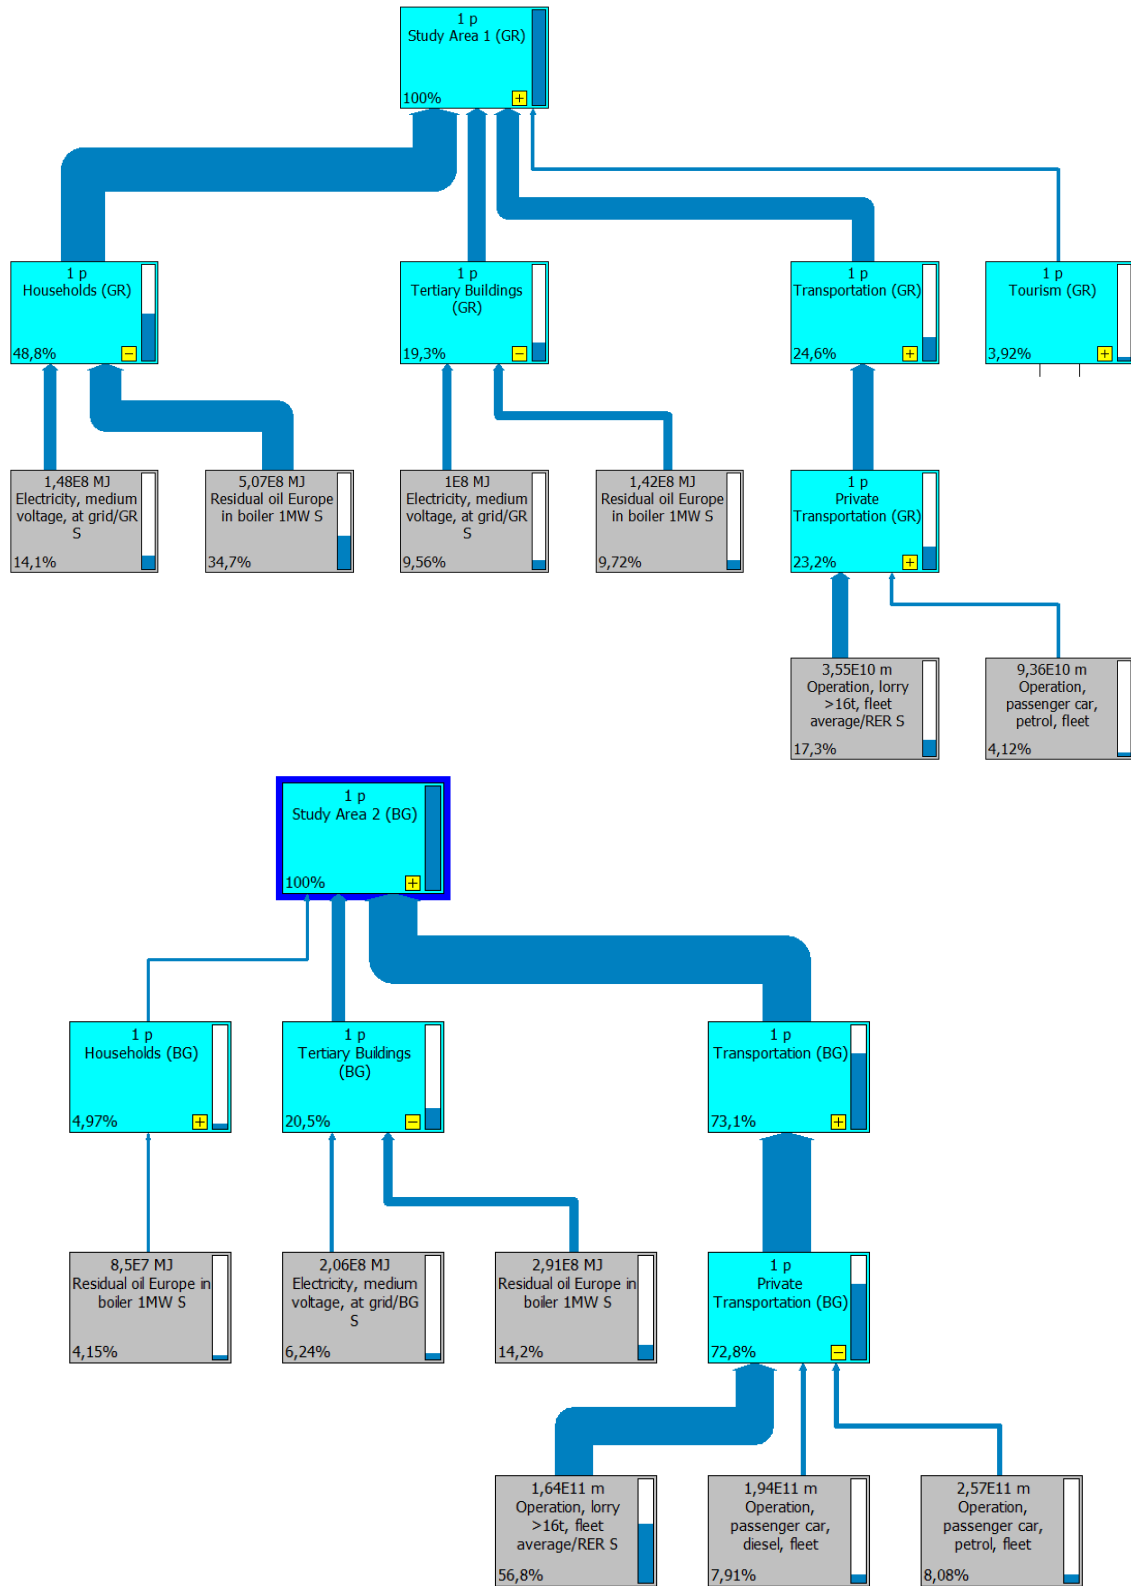 1 p
Study Area 1 (GR)
100%
+
1 p
Households (GR)
48,8%
−
1 p
Tertiary Buildings
(GR)
19,3%
−
1 p
Transportation (GR)
24,6%
+
1 p
Tourism (GR)
3,92%
+
1,48E8 MJ
Electricity, medium
voltage, at grid/GR
S
14,1%
5,07E8 MJ
Residual oil Europe
in boiler 1MW S
34,7%
1E8 MJ
Electricity, medium
voltage, at grid/GR
S
9,56%
1,42E8 MJ
Residual oil Europe
in boiler 1MW S
9,72%
1 p
Private
Transportation (GR)
23,2%
+
3,55E10 m
Operation, lorry
>16t, fleet
average/RER S
17,3%
9,36E10 m
Operation,
passenger car,
petrol, fleet
4,12%
1 p
Study Area 2 (BG)
100%
+
1 p
Households (BG)
4,97%
+
1 p
Tertiary Buildings
(BG)
20,5%
−
1 p
Transportation (BG)
73,1%
+
8,5E7 MJ
Residual oil Europe in
boiler 1MW S
4,15%
2,06E8 MJ
Electricity, medium
voltage, at grid/BG
S
6,24%
2,91E8 MJ
Residual oil Europe in
boiler 1MW S
14,2%
1 p
Private
Transportation (BG)
72,8%
−
1,64E11 m
Operation, lorry
>16t, fleet
average/RER S
56,8%
1,94E11 m
Operation,
passenger car,
diesel, fleet
7,91%
2,57E11 m
Operation,
passenger car,
petrol, fleet
8,08%